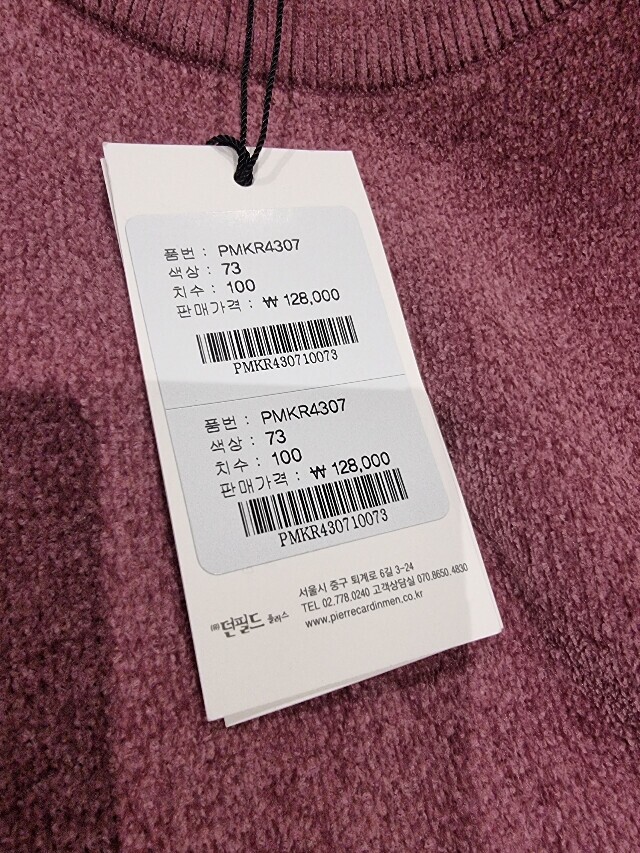 품번 : PMKR4307
색상 : 73
치수 : 100
판매가격 : ₩ 128,000
PMKR430710073
품번 : PMKR4307
색상 : 73
치수 : 100
판매가격 : ₩ 128,000
PMKR430710073
㈜던필드 플러스
서울시 중구 퇴계로 6길 3-24
TEL 02.778.0240 고객상담실 070.8650.4830
www.pierrecardinmen.co.kr